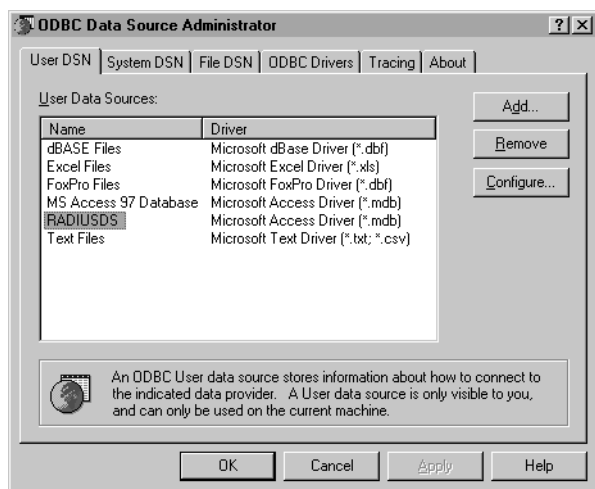 ODBC Data Source Administrator
User DSN System DSN File DSN ODBC Drivers Tracing About
User Data Sources:
Name Driver
dBASE Files Microsoft dBase Driver (*.dbf)
Excel Files Microsoft Excel Driver (*.xls)
FoxPro Files Microsoft FoxPro Driver (*.dbf)
MS Access 97 Database Microsoft Access Driver (*.mdb)
RADIUSDS Microsoft Access Driver (*.mdb)
Text Files Microsoft Text Driver (*.txt; *.csv)
Add...
Remove
Configure...
An ODBC User data source stores information about how to connect to
the indicated data provider. A User data source is only visible to you,
and can only be used on the current machine.
OK Cancel Apply Help